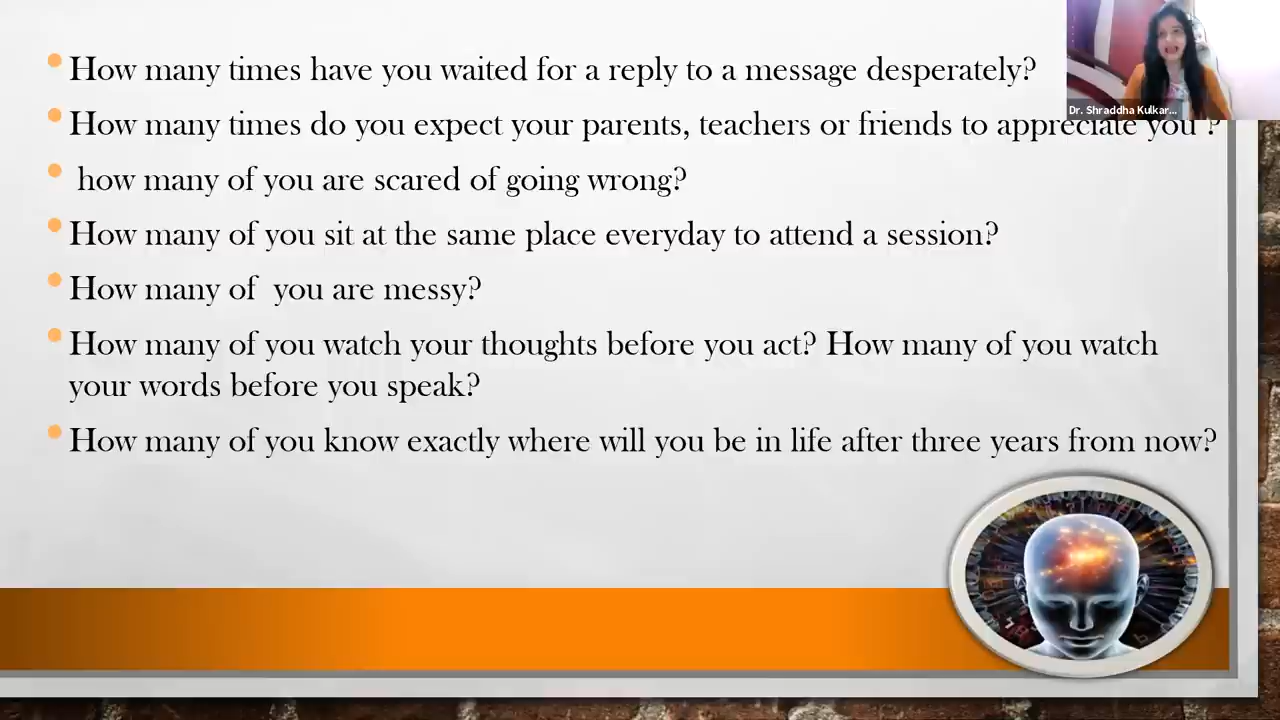 How many times have you waited for a reply to a message desperately?
Dr. Shraddha Kulkar...
How many times do you expect your parents, teachers or friends to appreciate you ?
how many of you are scared of going wrong?
How many of you sit at the same place everyday to attend a session?
How many of you are messy?
How many of you watch your thoughts before you act? How many of you watch
your words before you speak?
How many of you know exactly where will you be in life after three years from now?